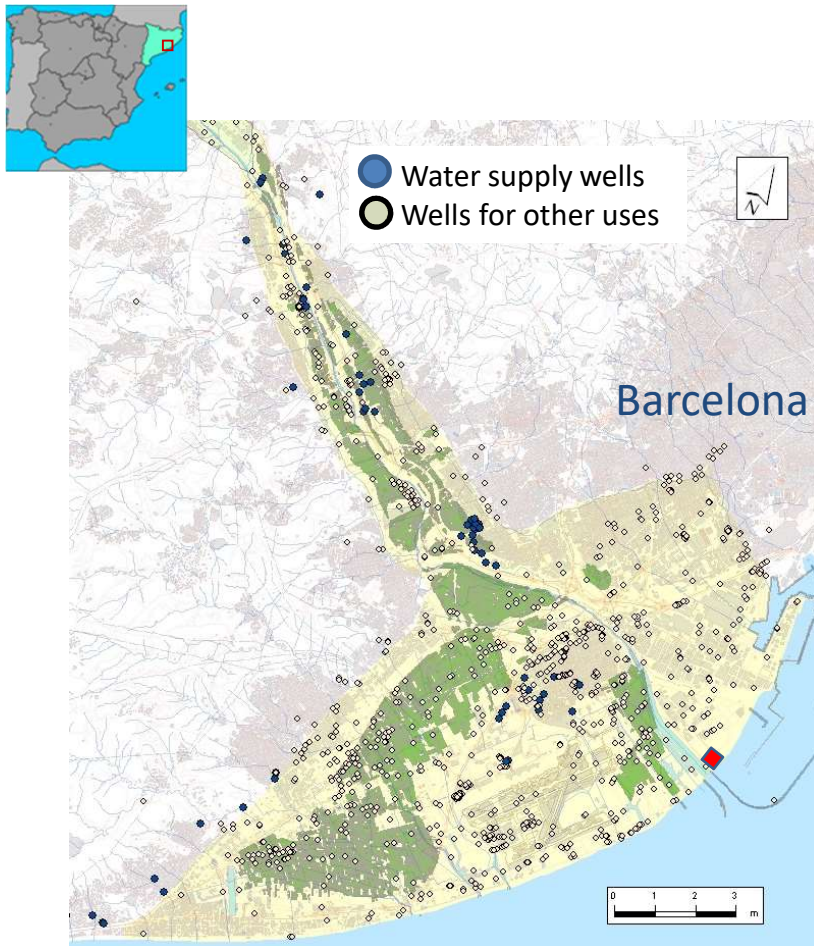 Water supply wells
Wells for other uses
N
Barcelona
0 1 2 3
m